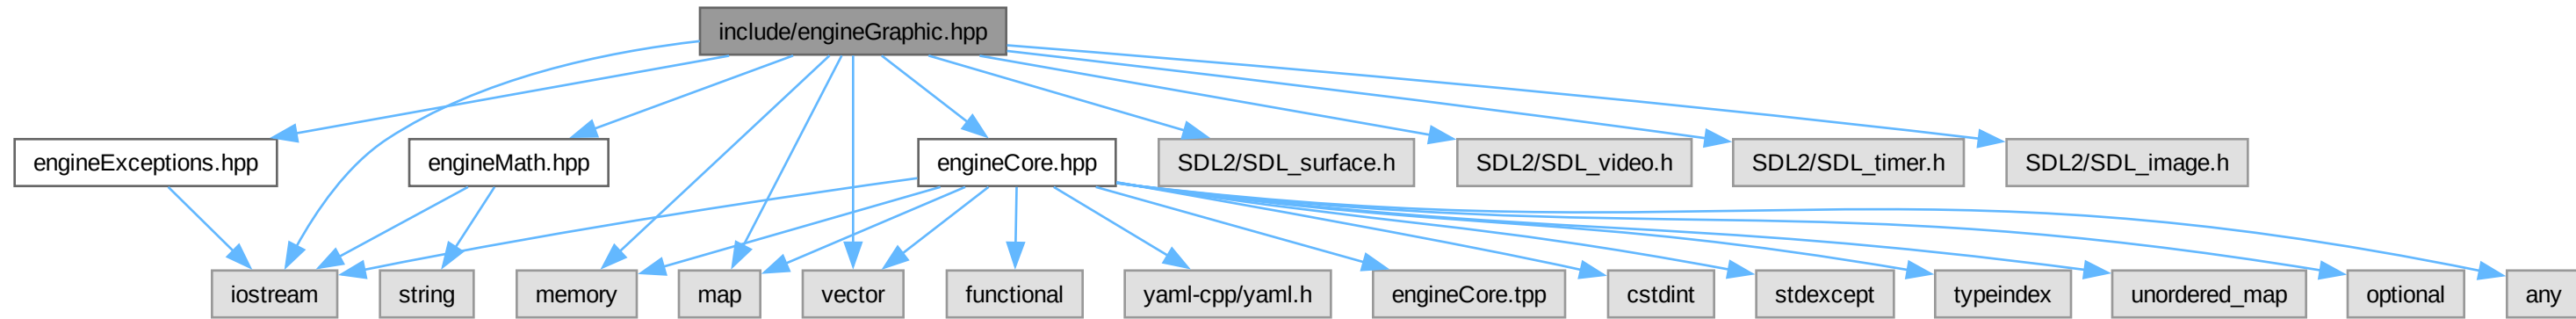 include/engineGraphic.hpp
engineExceptions.hpp
engineMath.hpp
engineCore.hpp
SDL2/SDL_surface.h
SDL2/SDL_video.h
SDL2/SDL_timer.h
SDL2/SDL_image.h
iostream
string
memory
map
vector
functional
yaml-cpp/yaml.h
engineCore.tpp
cstdint
stdexcept
typeindex
unordered_map
optional
any